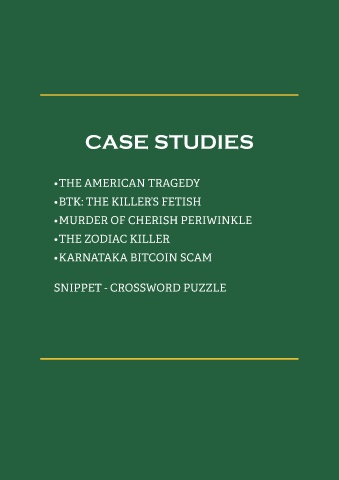 CASE STUDIES
•THE AMERICAN TRAGEDY
•BTK: THE KILLER'S FETISH
•MURDER OF CHERISH PERIWINKLE
•THE ZODIAC KILLER
•KARNATAKA BITCOIN SCAM
SNIPPET - CROSSWORD PUZZLE